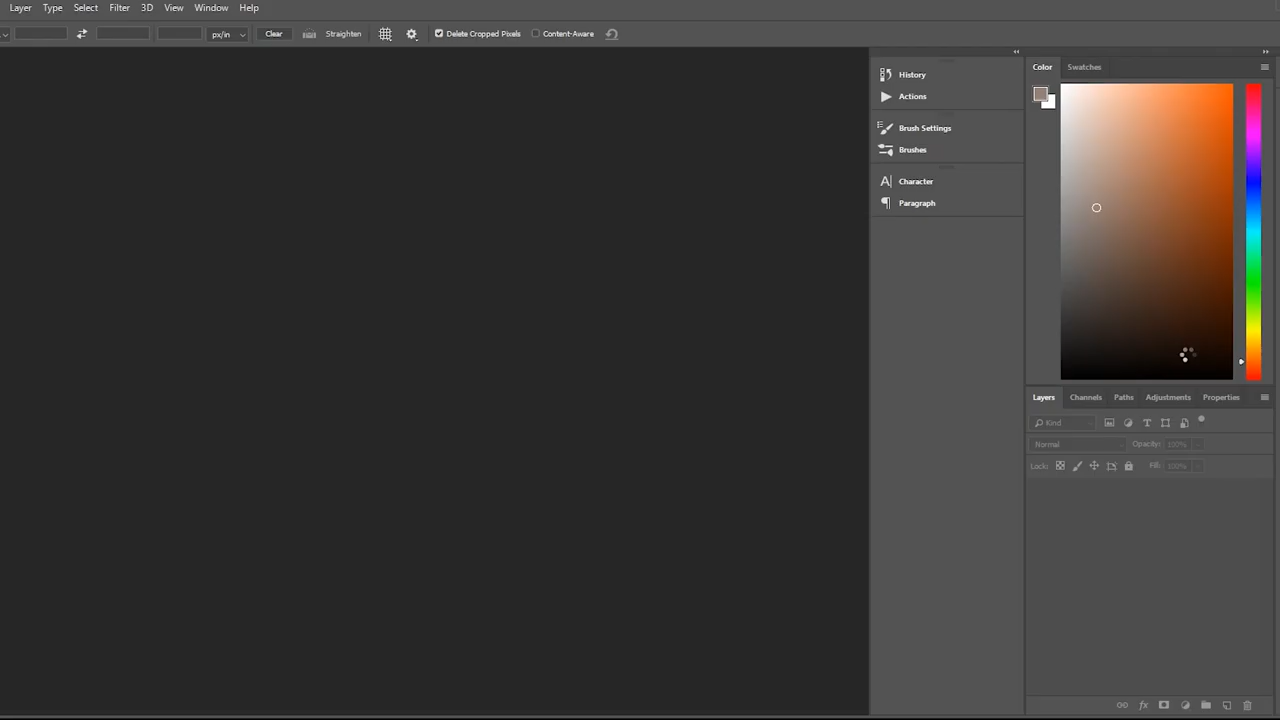 Layer Type Select Filter 3D View Window Help
px/in Clear Straighten Delete Cropped Pixels Content-Aware
History
Actions
Brush Settings
Brushes
Character
Paragraph
Color Swatches
Layers Channels Paths Adjustments Properties
Kind
Normal Opacity: 100%
Lock: Fill: 100%